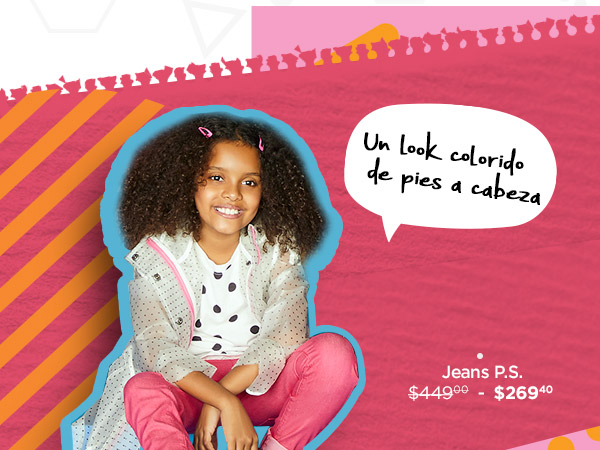 Un look colorido
de pies a cabeza
Jeans P.S.
$449⁰⁰ - $269⁴⁰